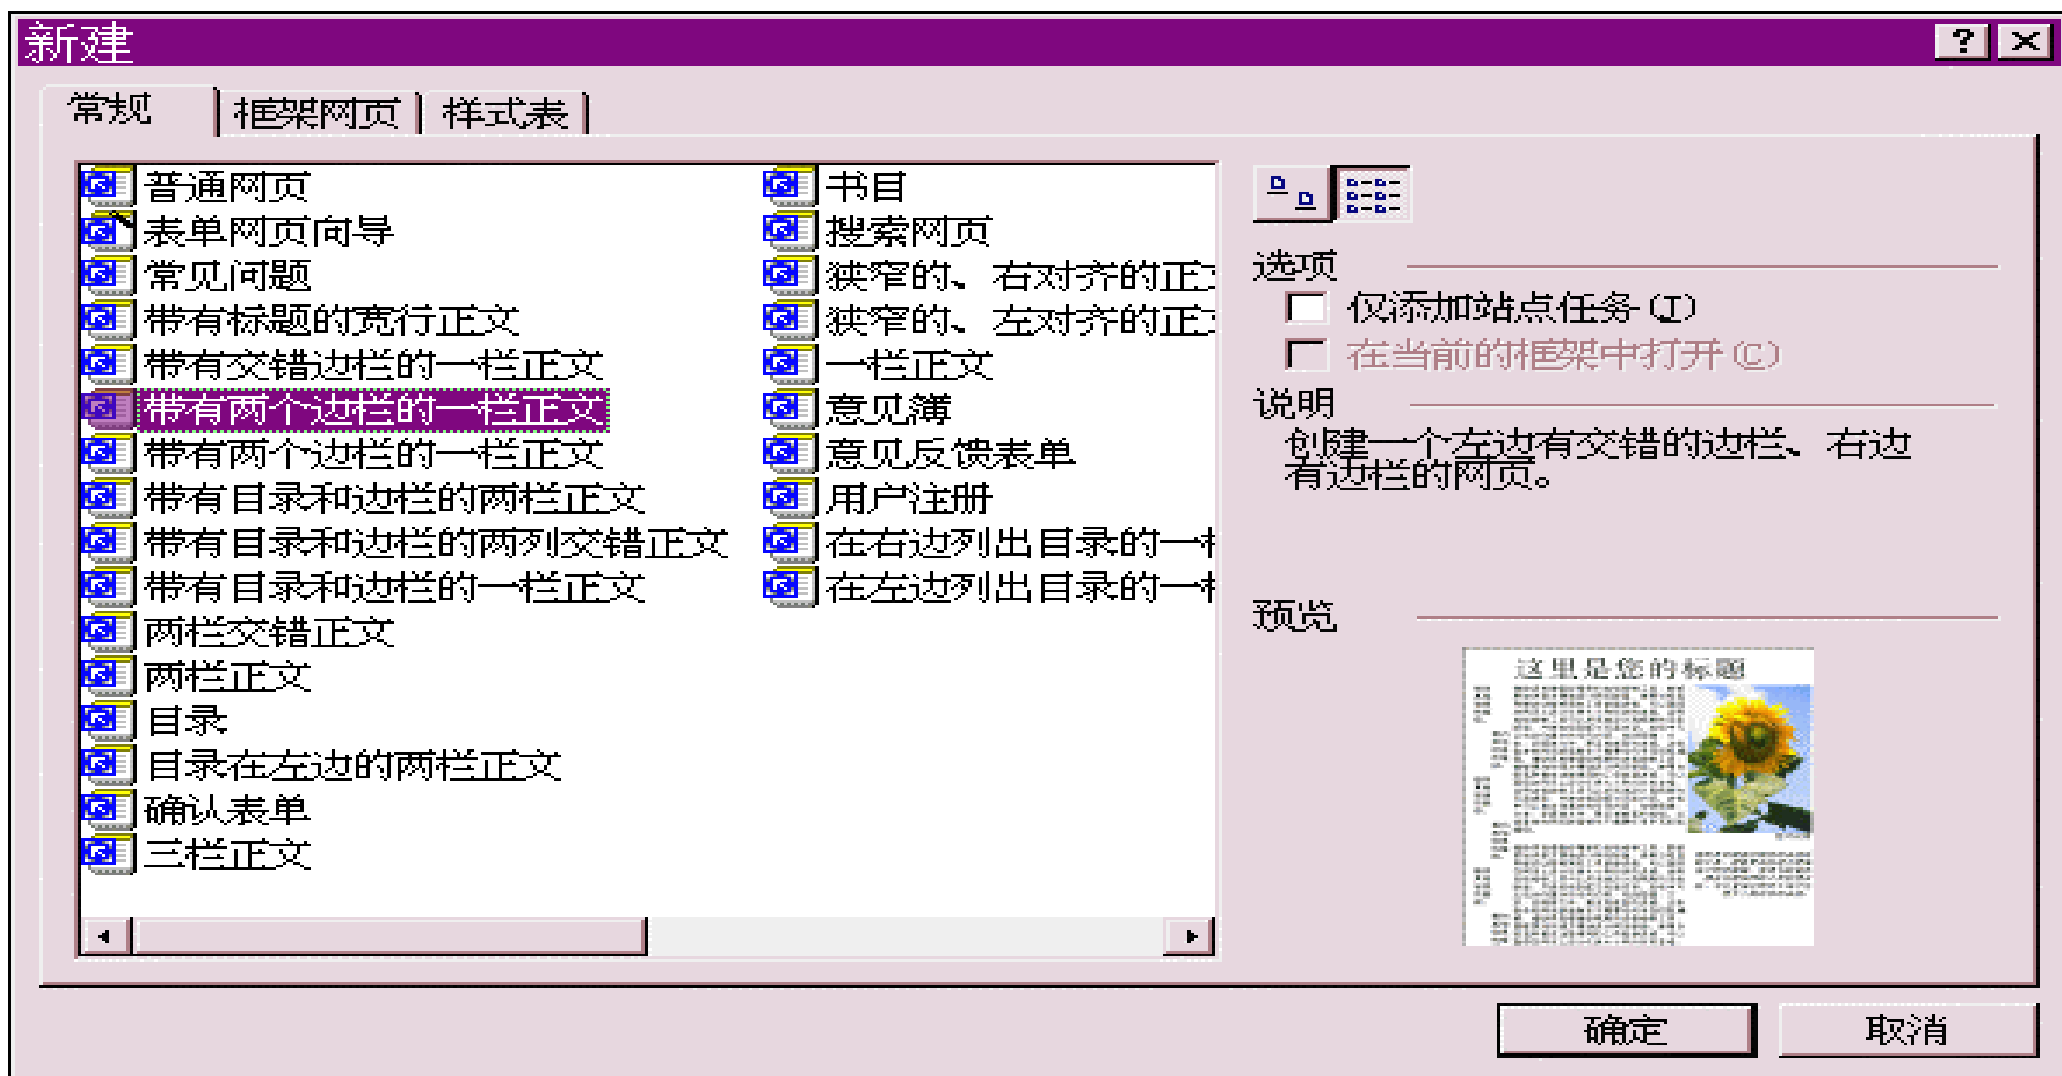 新建
常规
框架网页
样式表
普通网页
表单网页向导
常见问题
带有标题的宽行正文
带有交错边栏的一栏正文
带有两个边栏的一栏正文
带有两个边栏的一栏正文
带有目录和边栏的两栏正文
带有目录和边栏的两列交错正文
带有目录和边栏的一栏正文
两栏交错正文
两栏正文
目录
目录在左边的两栏正文
确认表单
三栏正文
书目
搜索网页
狭窄的、右对齐的正文
狭窄的、左对齐的正文
一栏正文
意见簿
意见反馈表单
用户注册
在右边列出目录的一栏
在左边列出目录的一栏
选项
仅添加站点任务(T)
在当前的框架中打开(C)
说明
创建一个左边有交错的边栏、右边
有边栏的网页。
预览
这里是您的标题
确定
取消